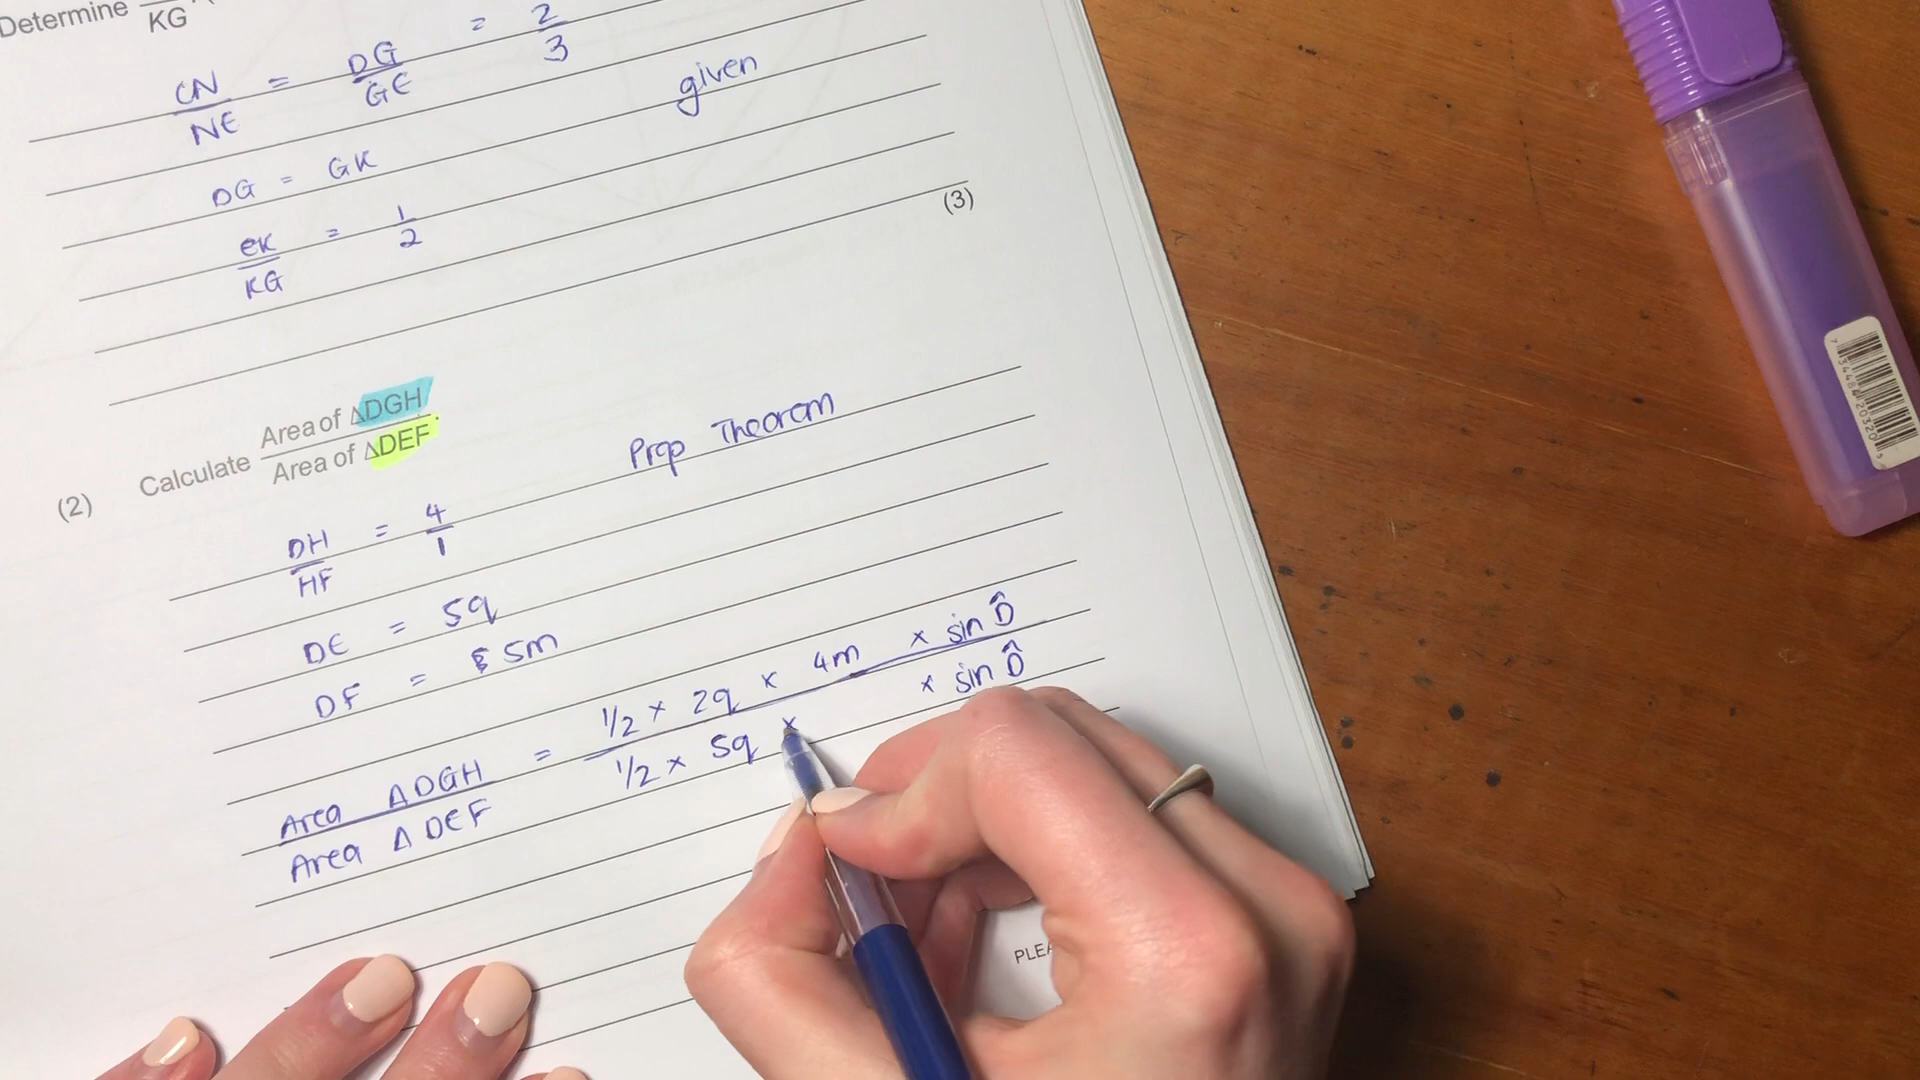 Determine KG
CN/NE = DG/GE = 2/3
DG = GK given
EK/KG = 1/2
(3)
(2) Calculate Area of ΔDGH / Area of ΔDEF.
DH/HF = 4/1 Prop Theorem
DE = 5q
DF = 5m
Area ΔDGH / Area ΔDEF = 1/2 × 2q × 4m × sin D̂ / 1/2 × 5q × × sin D̂